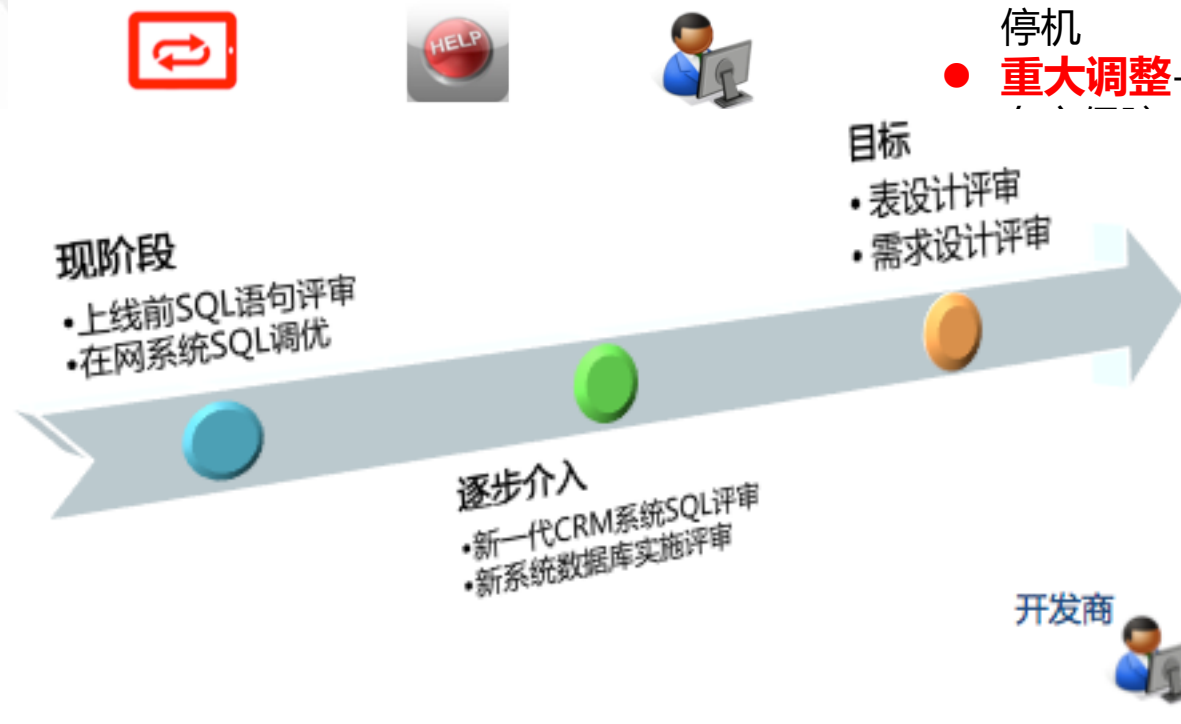 HELP
停机
● 重大调整
目标
• 表设计评审
• 需求设计评审
现阶段
•上线前SQL语句评审
•在网系统SQL调优
逐步介入
•新一代CRM系统SQL评审
•新系统数据库实施评审
开发商